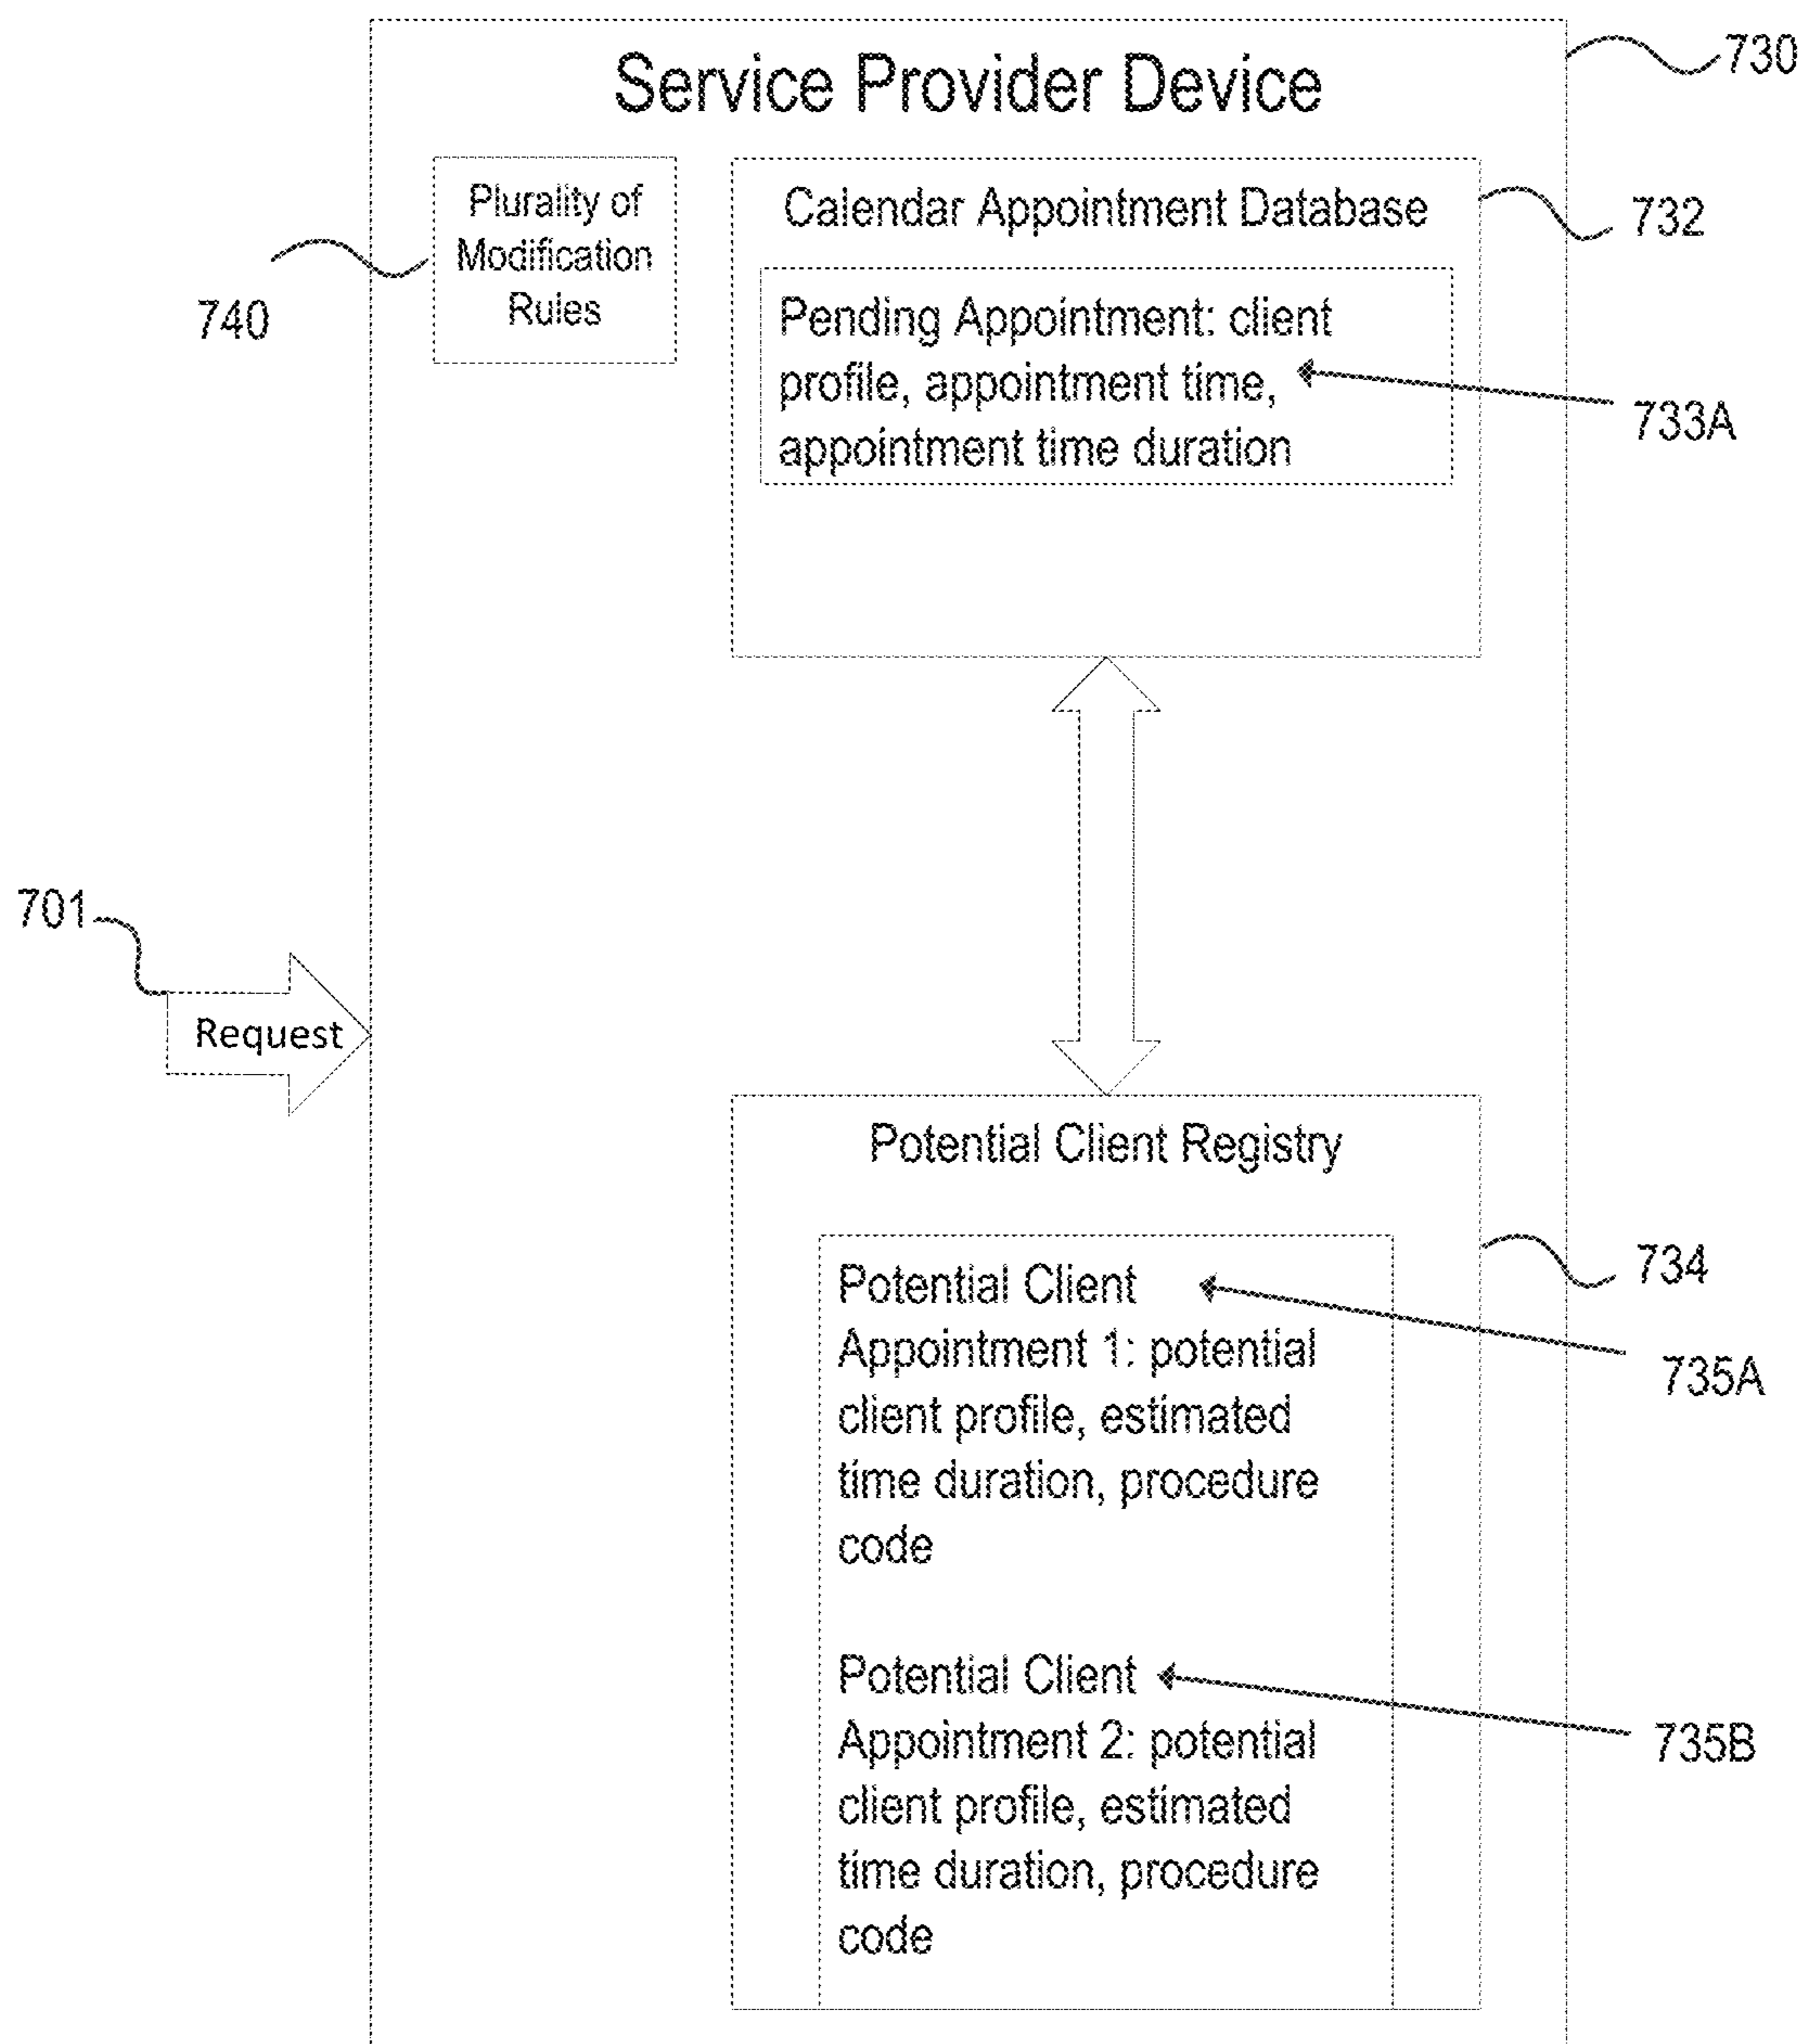 Service Provider Device
730
Plurality of
Modification
Rules
740
Calendar Appointment Database
732
Pending Appointment: client
profile, appointment time,
appointment time duration
733A
701
Request
Potential Client Registry
734
Potential Client
Appointment 1: potential
client profile, estimated
time duration, procedure
code
735A
Potential Client
Appointment 2: potential
client profile, estimated
time duration, procedure
code
735B